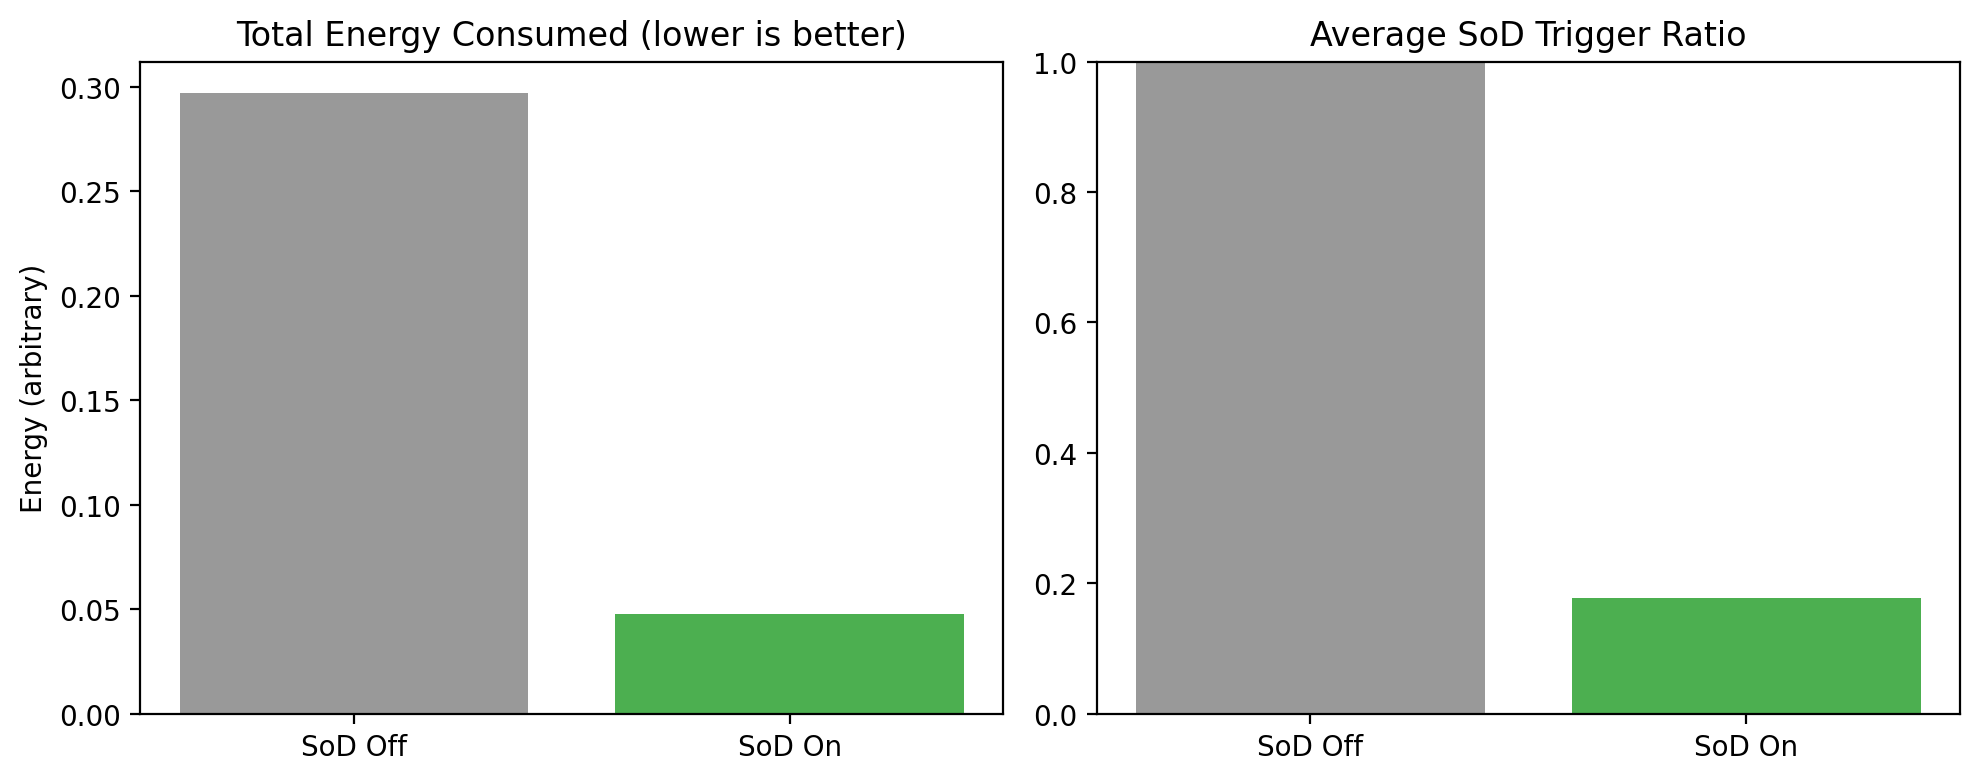 Total Energy Consumed (lower is better)
Energy (arbitrary)
0.30
0.25
0.20
0.15
0.10
0.05
0.00
SoD Off
SoD On
Average SoD Trigger Ratio
1.0
0.8
0.6
0.4
0.2
0.0
SoD Off
SoD On